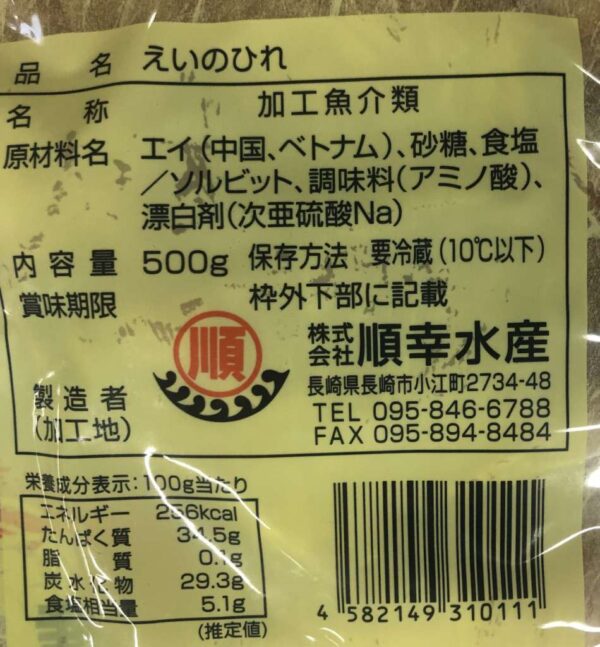 品名 えいのひれ
名称 加工魚介類
原材料名 エイ(中国、ベトナム)、砂糖、食塩
/ソルビット、調味料(アミノ酸)、
漂白剤(次亜硫酸Na)
内容量 500g 保存方法 要冷蔵(10℃以下)
賞味期限 枠外下部に記載
順
株式会社 順幸水産
長崎県長崎市小江町2734-48
製造者
(加工地)
TEL 095-846-6788
FAX 095-894-8484
栄養成分表示:100g当たり
エネルギー 256kcal
たんぱく質 34.5g
脂質 0.1g
炭水化物 29.3g
食塩相当量 5.1g
(推定値)
4 582149 310111